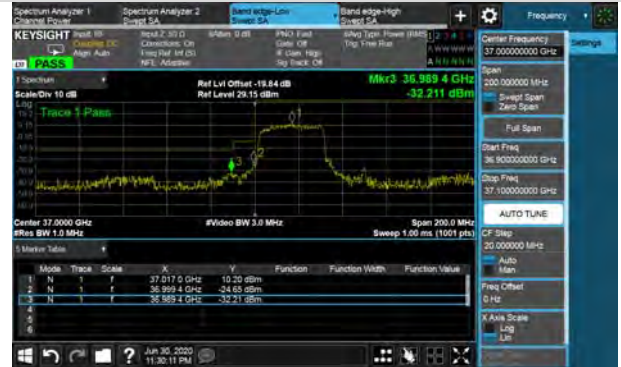 Spectrum Analyzer 1
Channel Power
Spectrum Analyzer 2
Swept SA
Band edge-Low
Swept SA
Band edge-High
Swept SA
+
Frequency
KEYSIGHT
Input: RF
Coupling: DC
Align: Auto
Input Z: 50 Ω
Corrections: On
Freq Ref: Int (S)
NFE: Adaptive
#Atten: 0 dB
PNO: Fast
Gate: Off
IF Gain: High
Sig Track: Off
#Avg Type: Power (RMS)
Trig: Free Run
PASS
Center Frequency
37.000000000 GHz
Settings
Span
200.000000 MHz
Swept Span
Zero Span
Full Span
Start Freq
36.900000000 GHz
Stop Freq
37.100000000 GHz
AUTO TUNE
CF Step
20.000000 MHz
Auto
Man
Freq Offset
0 Hz
X Axis Scale
Log
Lin
1 Spectrum
Scale/Div 10 dB
Ref Lvl Offset -19.84 dB
Ref Level 29.15 dBm
Mkr3 36.989 4 GHz
-32.211 dBm
Log
Trace 1 Pass
Center 37.0000 GHz
#Res BW 1.0 MHz
#Video BW 3.0 MHz
Span 200.0 MHz
Sweep 1.00 ms (1001 pts)
5 Marker Table
Mode Trace Scale X Y Function Function Width Function Value
1 N 1 f 37.017 0 GHz 10.20 dBm
2 N 1 f 36.999 4 GHz -24.65 dBm
3 N 1 f 36.989 4 GHz -32.21 dBm
4
5
6
Jun 30, 2020
11:30:11 PM